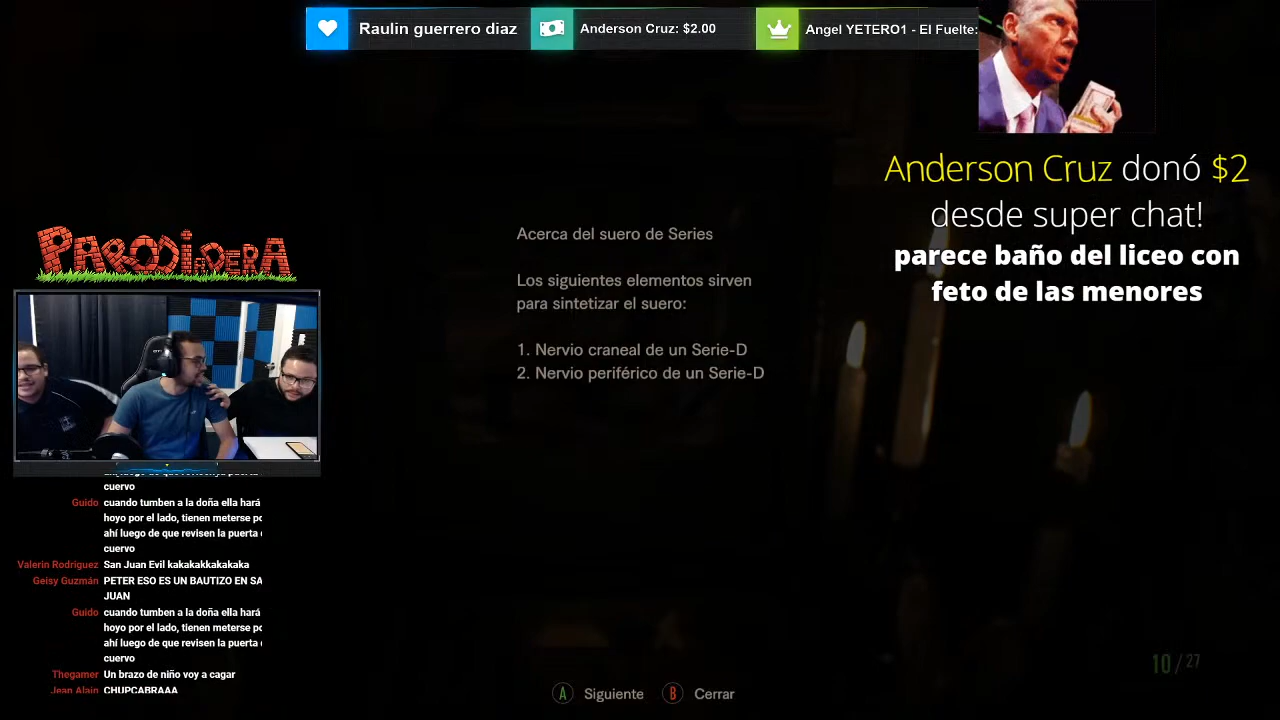 Raulin guerrero diaz
Anderson Cruz: $2.00
Angel YETERO1 - El Fuelte:
Anderson Cruz donó $2
desde super chat!
parece baño del liceo con
feto de las menores
PARODiENDERA
Acerca del suero de Series
Los siguientes elementos sirven
para sintetizar el suero:
1. Nervio craneal de un Serie-D
2. Nervio periférico de un Serie-D
cuervo
Guido cuando tumben a la doña ella hará
hoyo por el lado, tienen meterse
ahí luego de que revisen la puerta
cuervo
Valerin Rodriguez San Juan Evil kakakakkakakaka
Geisy Guzmán PETER ESO ES UN BAUTIZO EN
JUAN
Guido cuando tumben a la doña ella hará
hoyo por el lado, tienen meterse
ahí luego de que revisen la puerta
cuervo
Thegamer Un brazo de niño voy a cagar
Jean Alain CHUPCABRAAA
10/27
A Siguiente B Cerrar